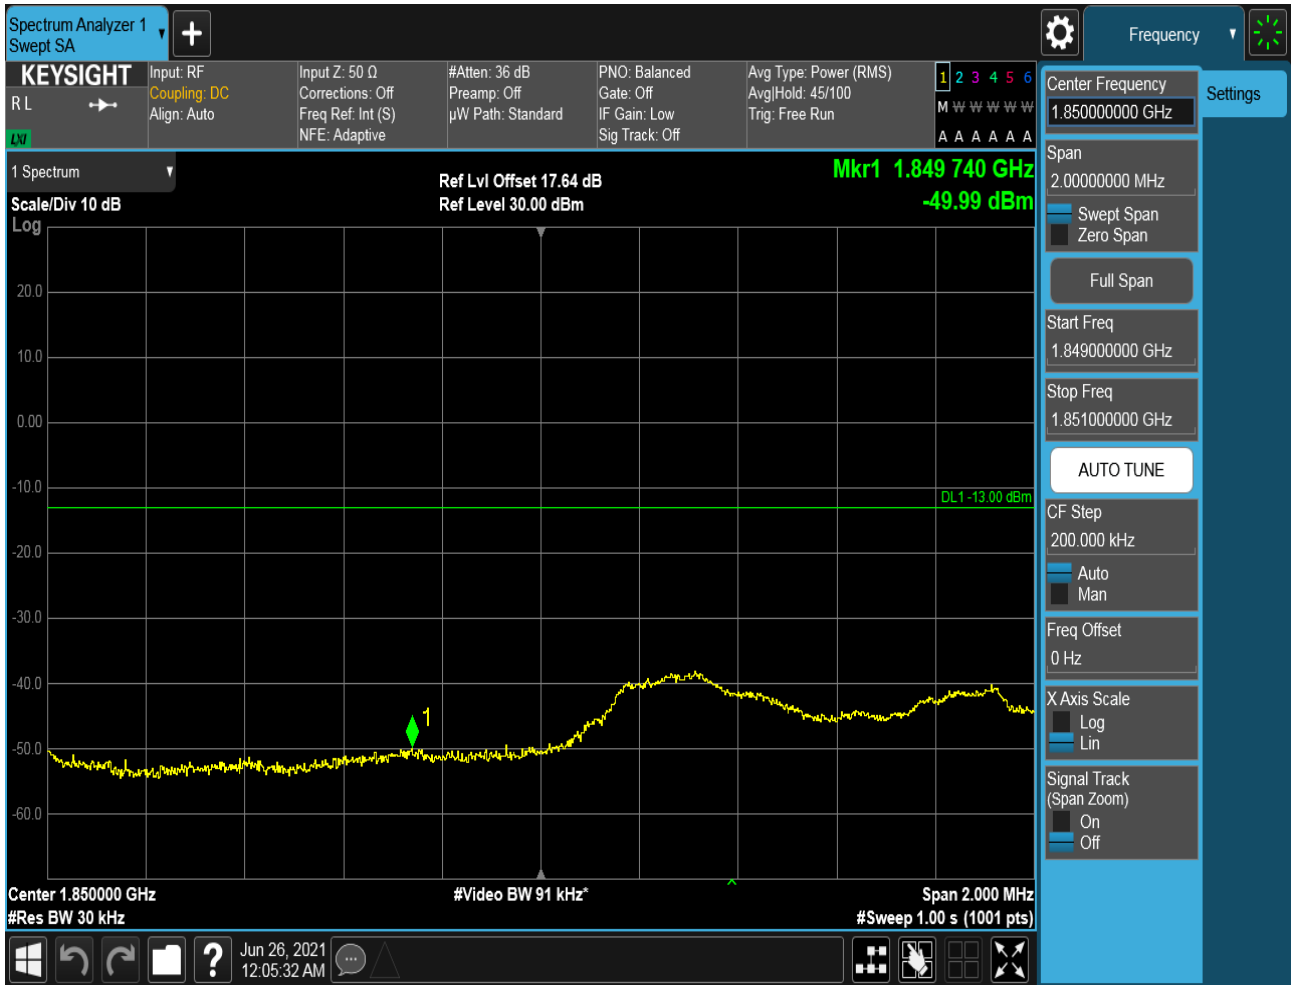 Spectrum Analyzer 1
Swept SA
Frequency
KEYSIGHT
R L
LXI
Input: RF
Coupling: DC
Align: Auto
Input Z: 50 Ω
Corrections: Off
Freq Ref: Int (S)
NFE: Adaptive
#Atten: 36 dB
Preamp: Off
µW Path: Standard
PNO: Balanced
Gate: Off
IF Gain: Low
Sig Track: Off
Avg Type: Power (RMS)
Avg|Hold: 45/100
Trig: Free Run
1 2 3 4 5 6
M W W W W W
A A A A A A
1 Spectrum
Scale/Div 10 dB
Log
Ref Lvl Offset 17.64 dB
Ref Level 30.00 dBm
Mkr1 1.849 740 GHz
-49.99 dBm
20.0
10.0
0.00
-10.0
DL1 -13.00 dBm
-20.0
-30.0
-40.0
1
-50.0
-60.0
Center 1.850000 GHz
#Res BW 30 kHz
#Video BW 91 kHz*
Span 2.000 MHz
#Sweep 1.00 s (1001 pts)
Jun 26, 2021
12:05:32 AM
Center Frequency
1.850000000 GHz
Settings
Span
2.00000000 MHz
Swept Span
Zero Span
Full Span
Start Freq
1.849000000 GHz
Stop Freq
1.851000000 GHz
AUTO TUNE
CF Step
200.000 kHz
Auto
Man
Freq Offset
0 Hz
X Axis Scale
Log
Lin
Signal Track
(Span Zoom)
On
Off